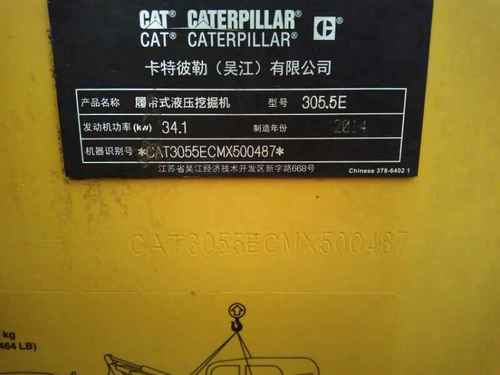 CAT® CATERPILLAR®
CAT® CATERPILLAR®
C
卡特彼勒（吴江）有限公司
产品名称 履带式液压挖掘机 型号 305.5E
发动机功率(kW) 34.1 制造年份 2014
机器识别号 *CAT3055ECMX500487*
江苏省吴江经济技术开发区新字路668号
Chinese 378-6402 1
CAT3055ECMX500487
kg
464 LB)